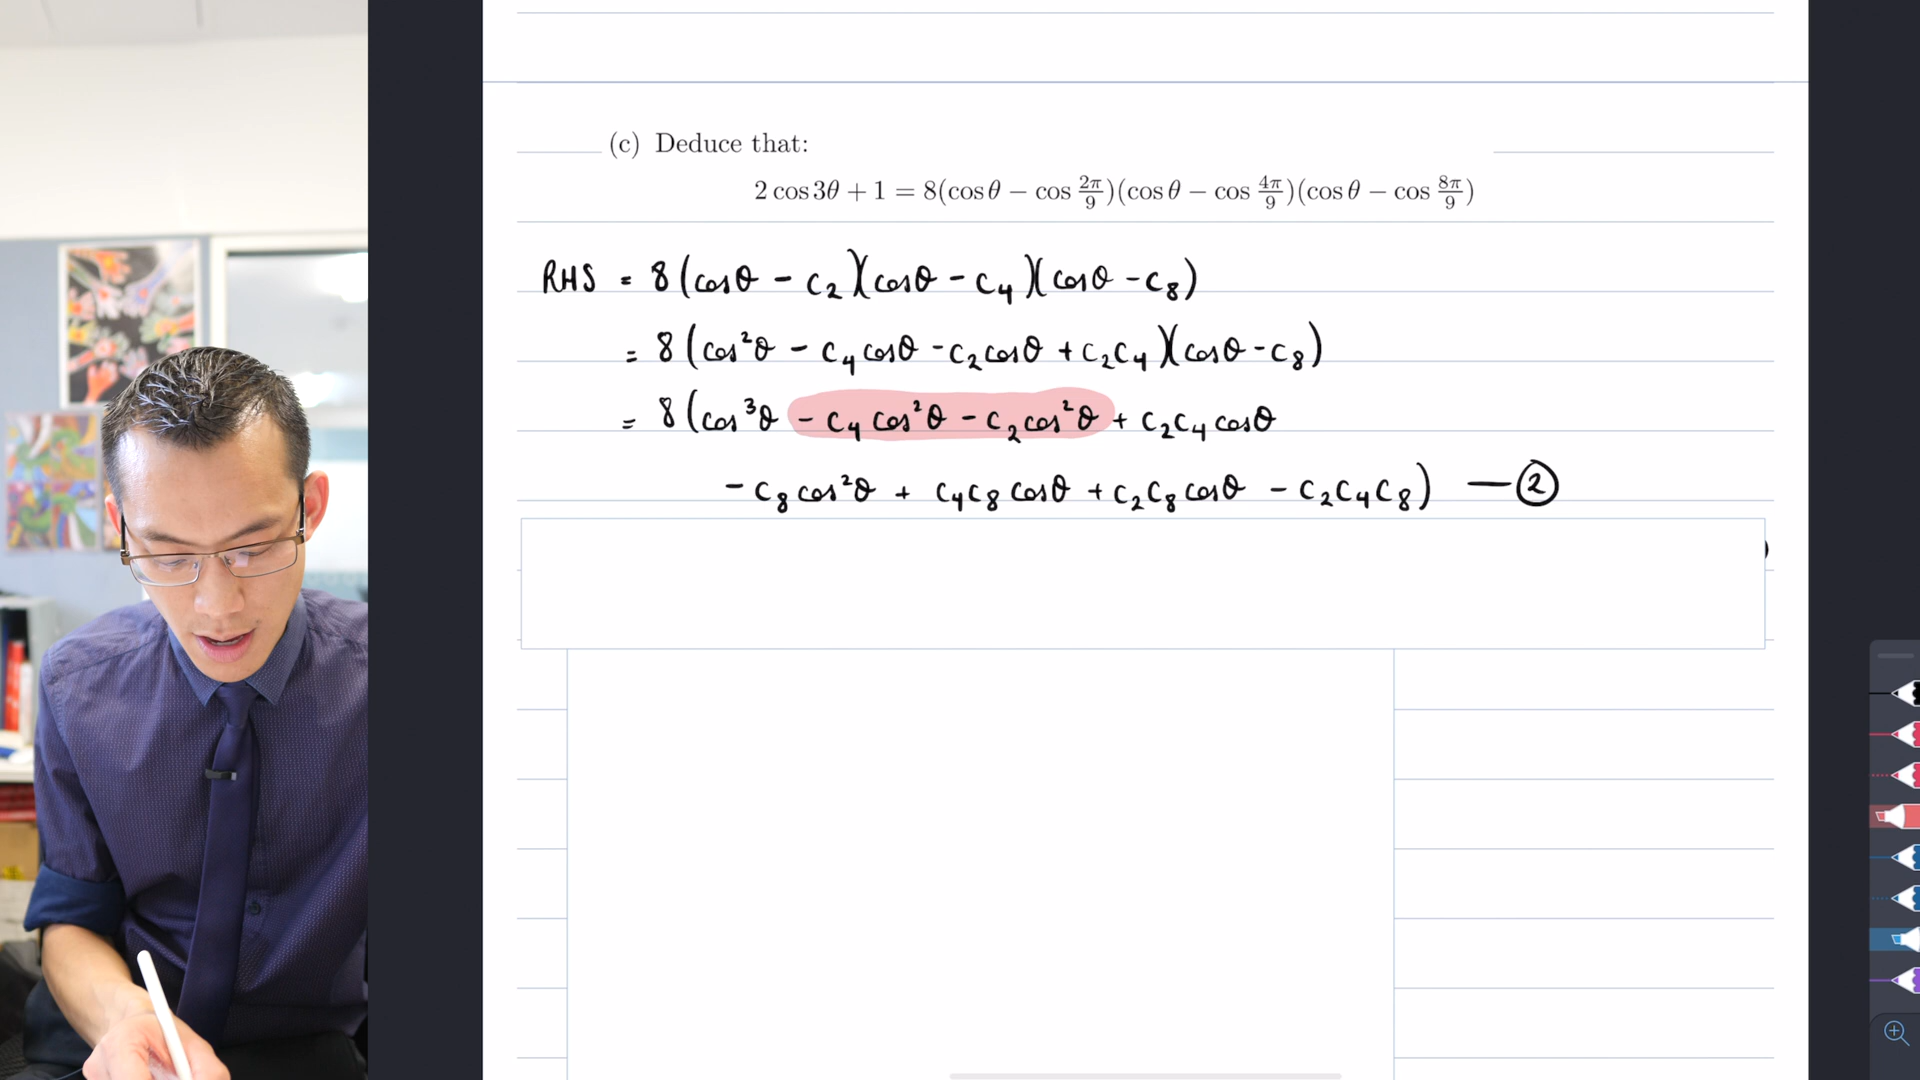 (c) Deduce that:
2 cos 3θ + 1 = 8(cos θ − cos 2π/9)(cos θ − cos 4π/9)(cos θ − cos 8π/9)
RHS = 8(cosθ − c₂)(cosθ − c₄)(cosθ − c₈)
= 8(cos²θ − c₄cosθ − c₂cosθ + c₂c₄)(cosθ − c₈)
= 8(cos³θ − c₄cos²θ − c₂cos²θ + c₂c₄cosθ
− c₈cos²θ + c₄c₈cosθ + c₂c₈cosθ − c₂c₄c₈) — ②